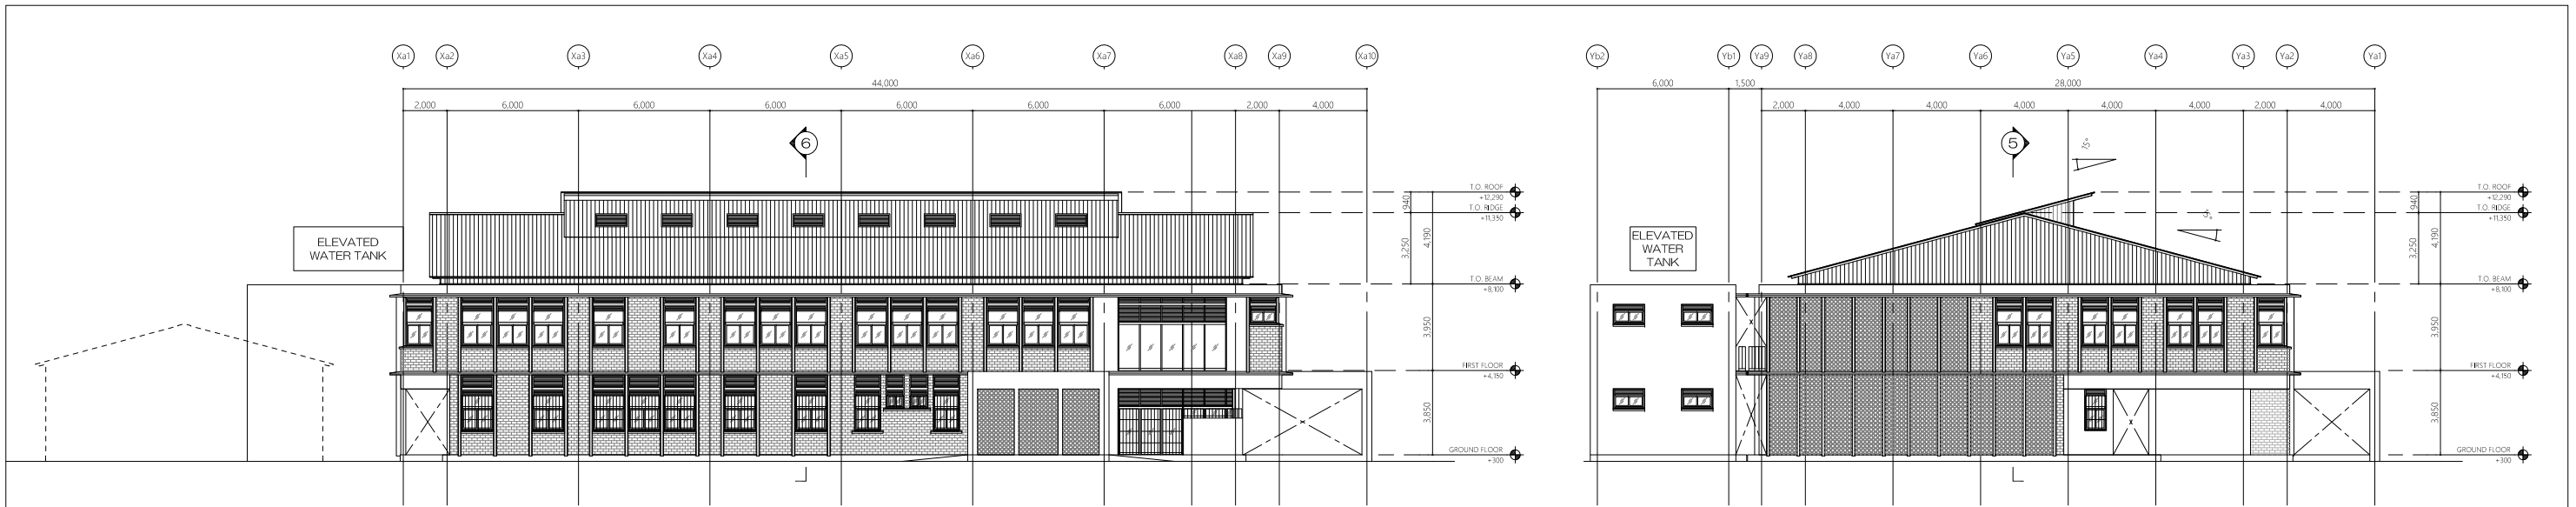 Xa1 Xa2 Xa3 Xa4 Xa5 Xa6 Xa7 Xa8 Xa9 Xa10
44,000
2,000 6,000 6,000 6,000 6,000 6,000 6,000 2,000 4,000
6
T.O. ROOF
+12,290
T.O. RIDGE
+11,350
940
3,250
4,190
ELEVATED
WATER TANK
T.O. BEAM
+8,100
3,950
FIRST FLOOR
+4,150
3,850
GROUND FLOOR
+300
Yb2 Yb1 Ya9 Ya8 Ya7 Ya6 Ya5 Ya4 Ya3 Ya2 Ya1
6,000 1,500 28,000
2,000 4,000 4,000 4,000 4,000 4,000 2,000 4,000
5
15°
T.O. ROOF
+12,290
T.O. RIDGE
+11,350
940
3,250
4,190
ELEVATED
WATER
TANK
T.O. BEAM
+8,100
3,950
FIRST FLOOR
+4,150
3,850
GROUND FLOOR
+300